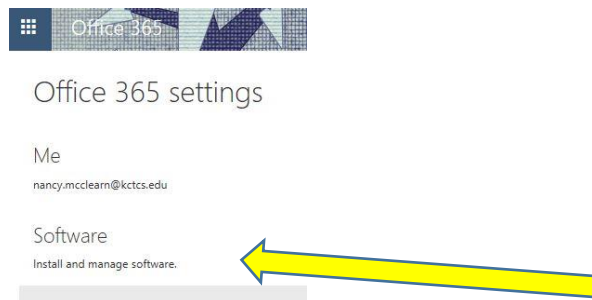 Office 365
Office 365 settings
Me
nancy.mcclearn@kctcs.edu
Software
Install and manage software.